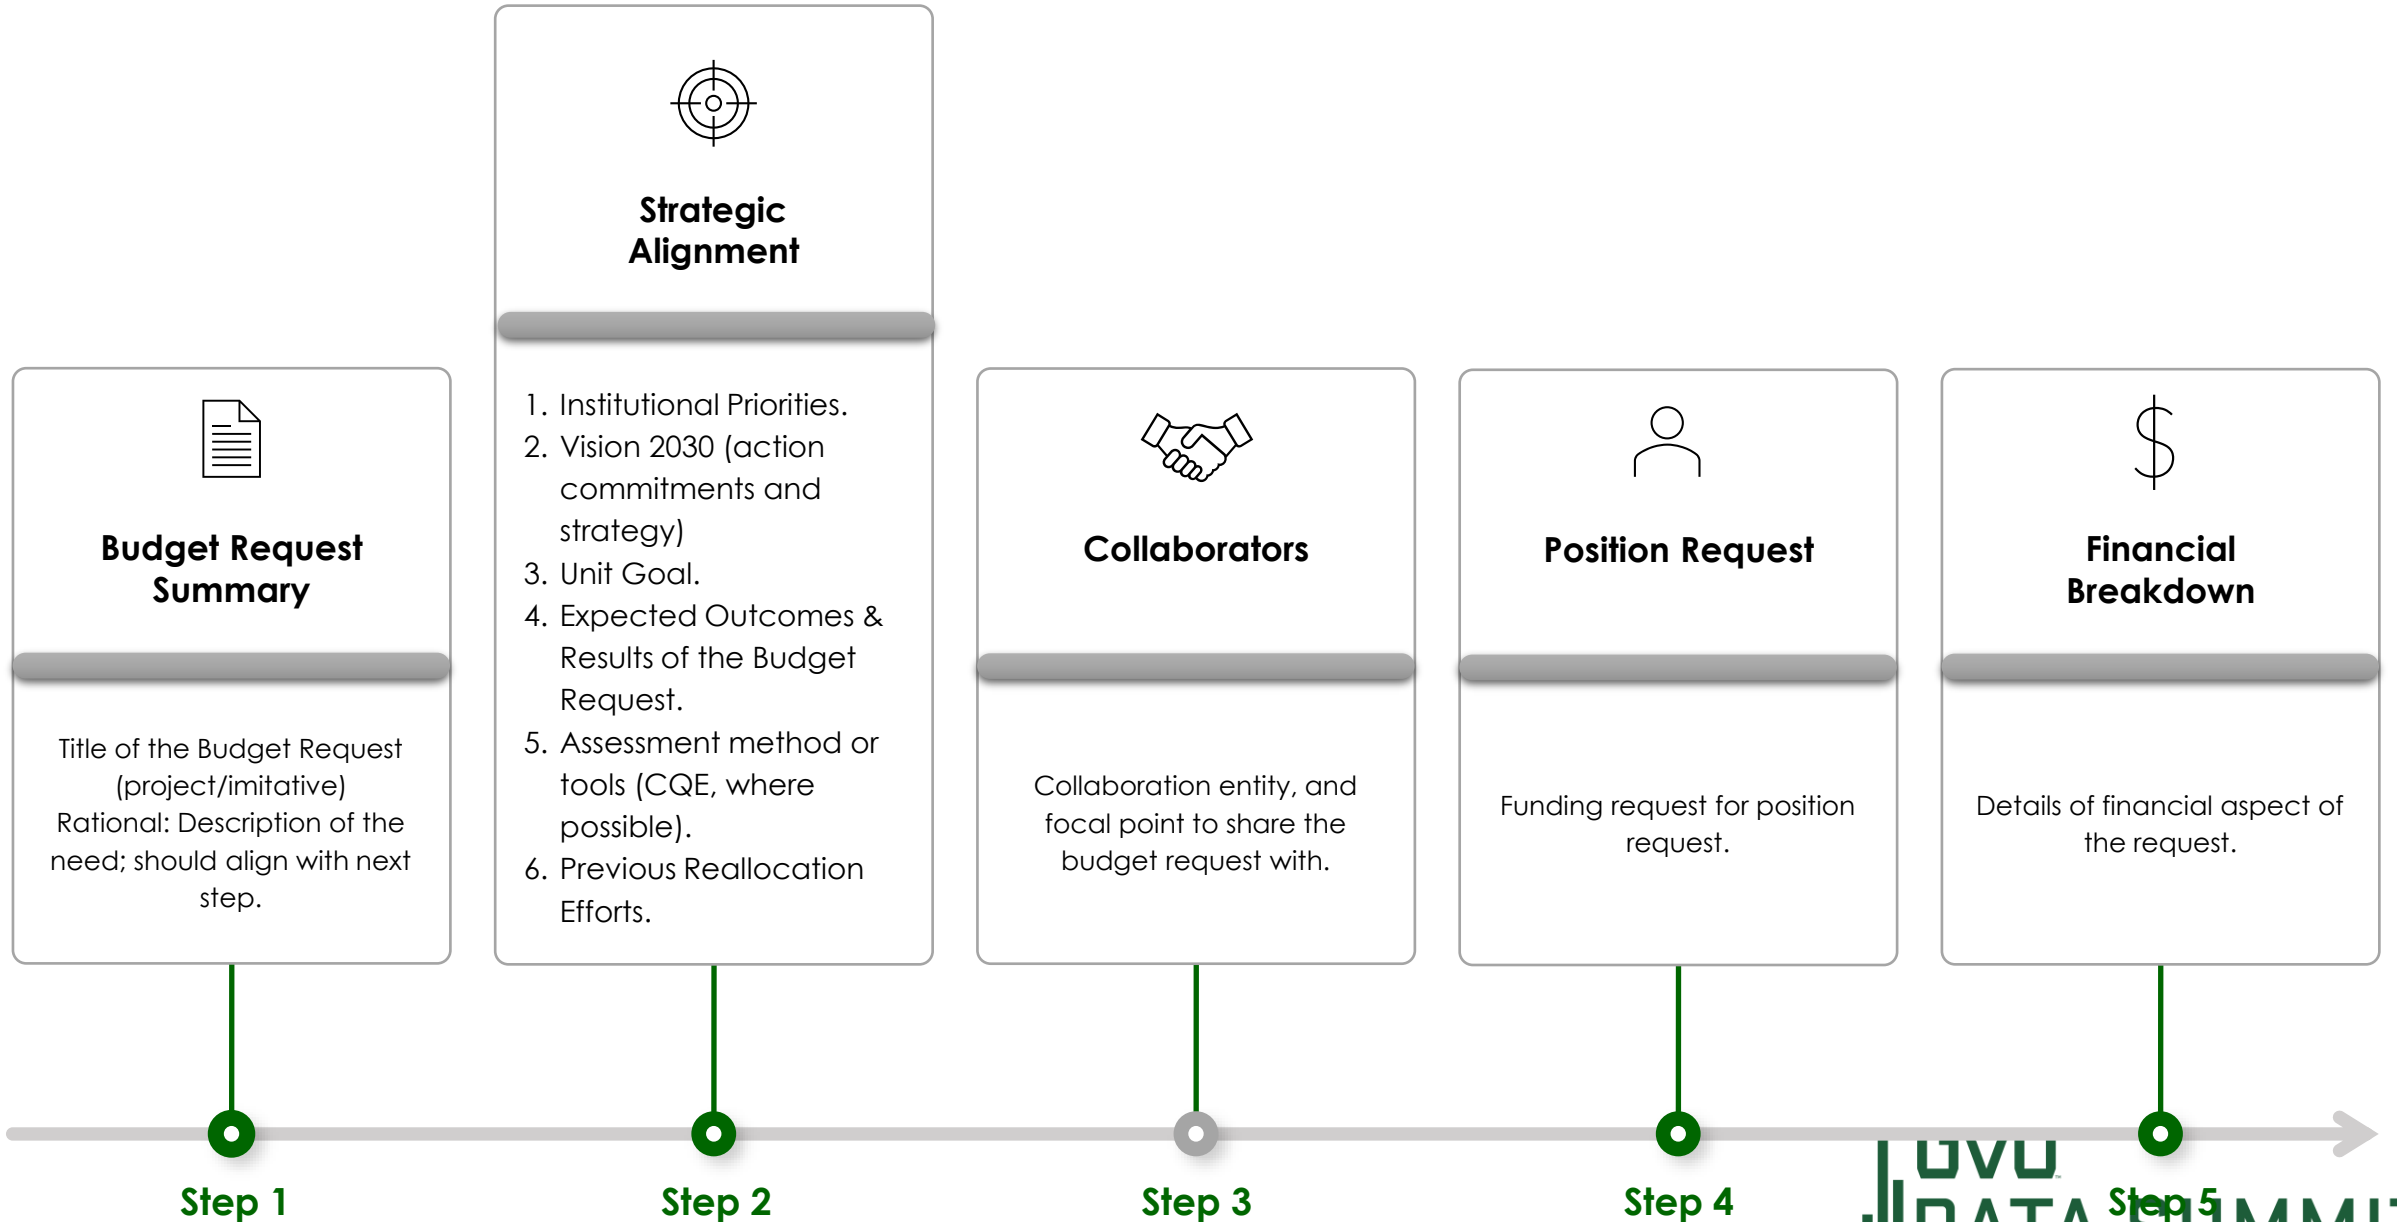 Strategic
Alignment
1. Institutional Priorities.
2. Vision 2030 (action
commitments and
strategy)
3. Unit Goal.
4. Expected Outcomes &
Results of the Budget
Request.
5. Assessment method or
tools (CQE, where
possible).
6. Previous Reallocation
Efforts.
Budget Request
Summary
Title of the Budget Request
(project/imitative)
Rational: Description of the
need; should align with next
step.
Collaborators
Collaboration entity, and
focal point to share the
budget request with.
Position Request
Funding request for position
request.
Financial
Breakdown
Details of financial aspect of
the request.
Step 1
Step 2
Step 3
Step 4
Step 5
GVU
DATA SUMMIT